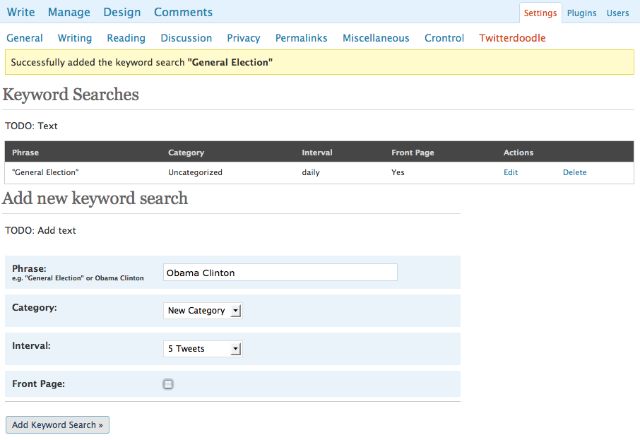 Write Manage Design Comments Settings Plugins Users
General Writing Reading Discussion Privacy Permalinks Miscellaneous Crontrol Twitterdoodle
Successfully added the keyword search "General Election"
Keyword Searches
TODO: Text
Phrase Category Interval Front Page Actions
"General Election" Uncategorized daily Yes Edit Delete
Add new keyword search
TODO: Add text
Phrase: Obama Clinton
e.g. "General Election" or Obama Clinton
Category: New Category
Interval: 5 Tweets
Front Page:
Add Keyword Search »